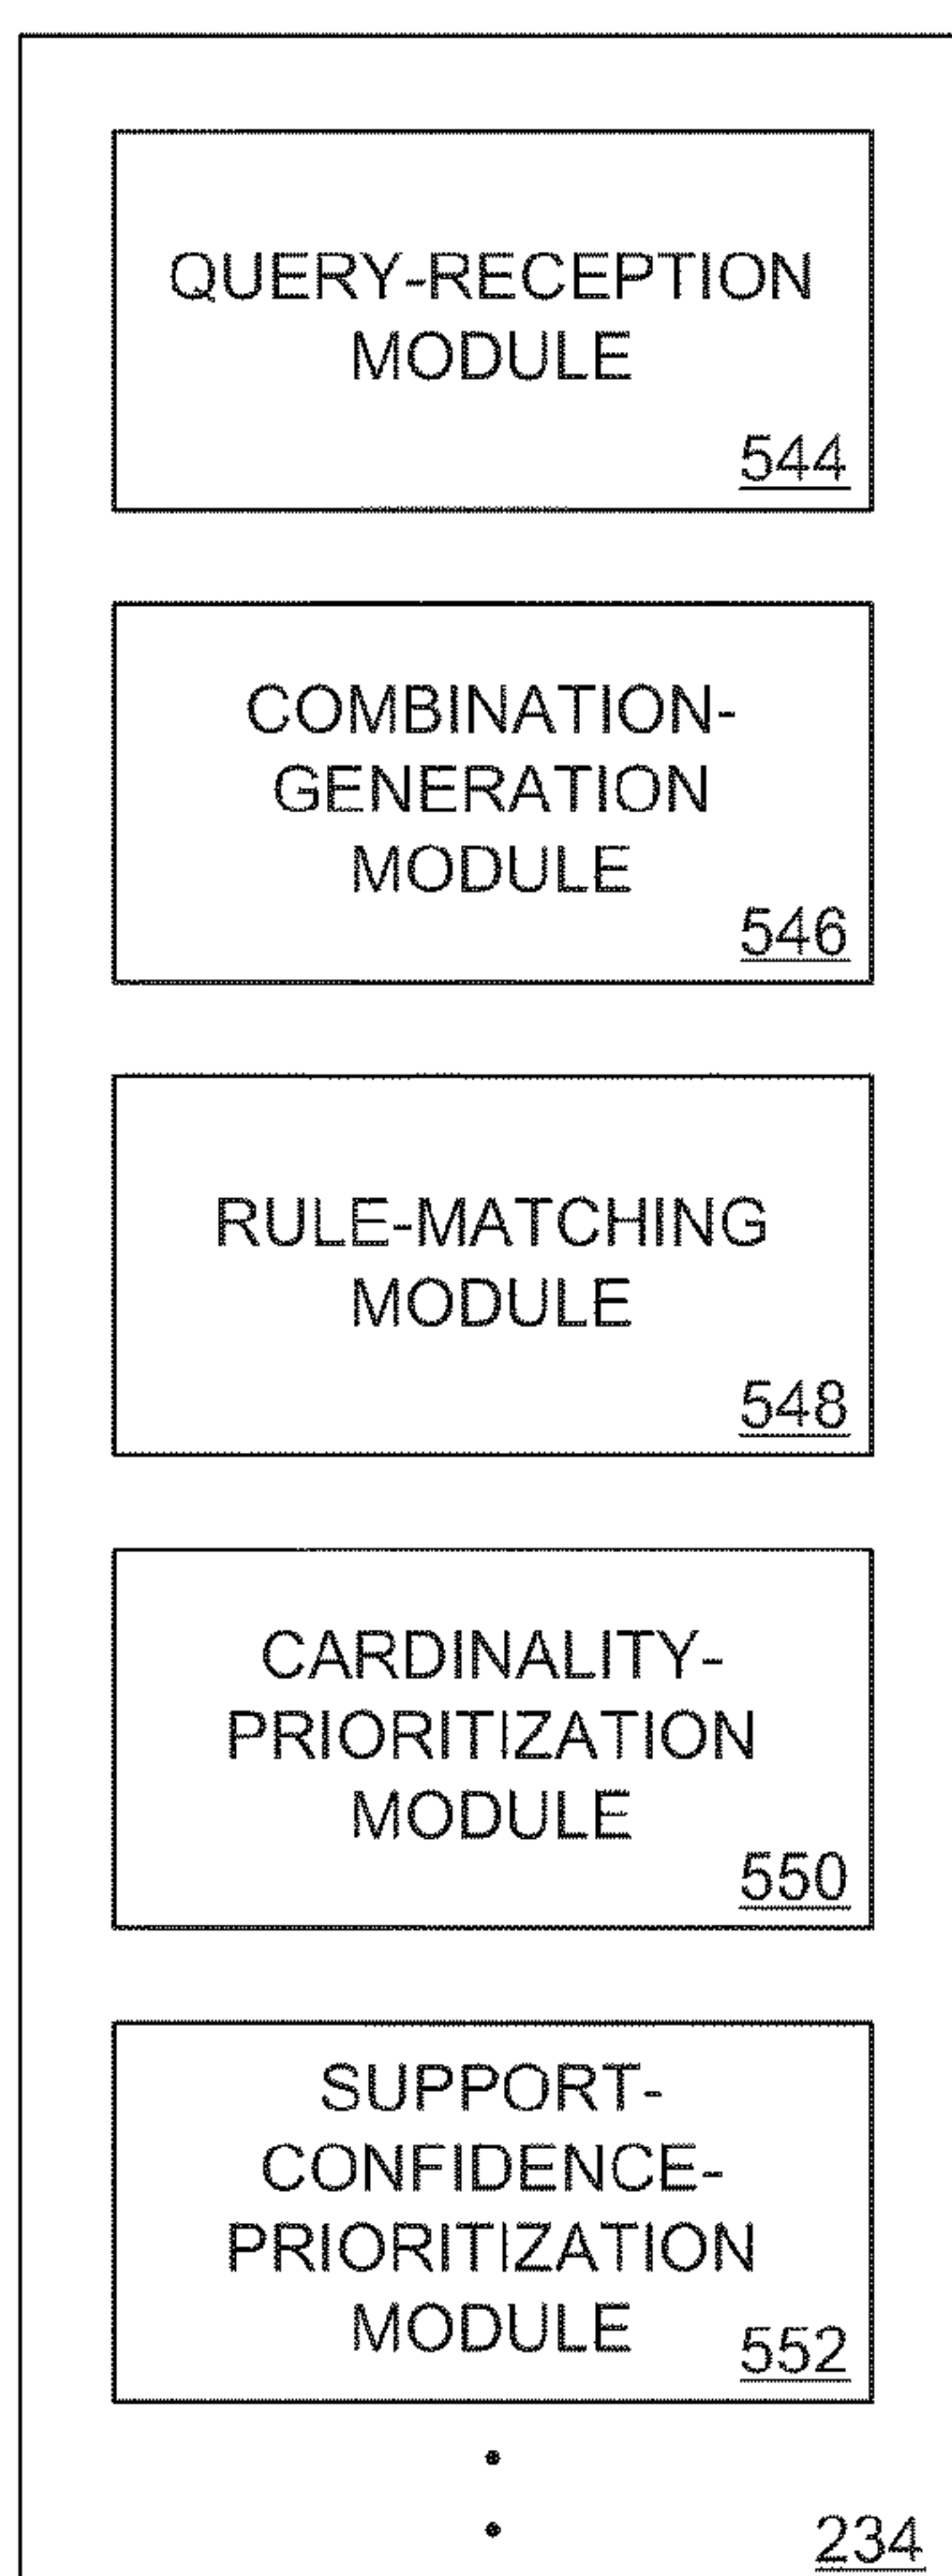 QUERY-RECEPTION
MODULE
544
COMBINATION-
GENERATION
MODULE
546
RULE-MATCHING
MODULE
548
CARDINALITY-
PRIORITIZATION
MODULE
550
SUPPORT-
CONFIDENCE-
PRIORITIZATION
MODULE
552
234